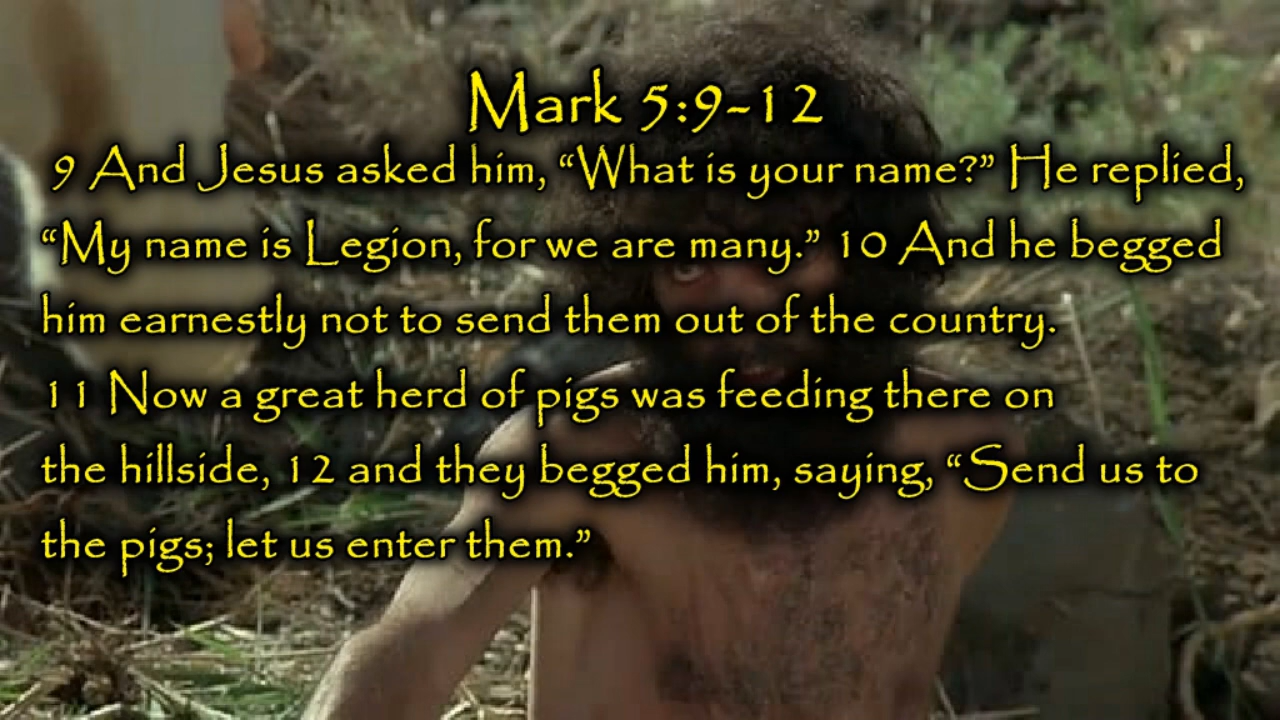 Mark 5:9-12
9 And Jesus asked him, “What is your name?” He replied,
“My name is Legion, for we are many.” 10 And he begged
him earnestly not to send them out of the country.
11 Now a great herd of pigs was feeding there on
the hillside, 12 and they begged him, saying, “Send us to
the pigs; let us enter them.”